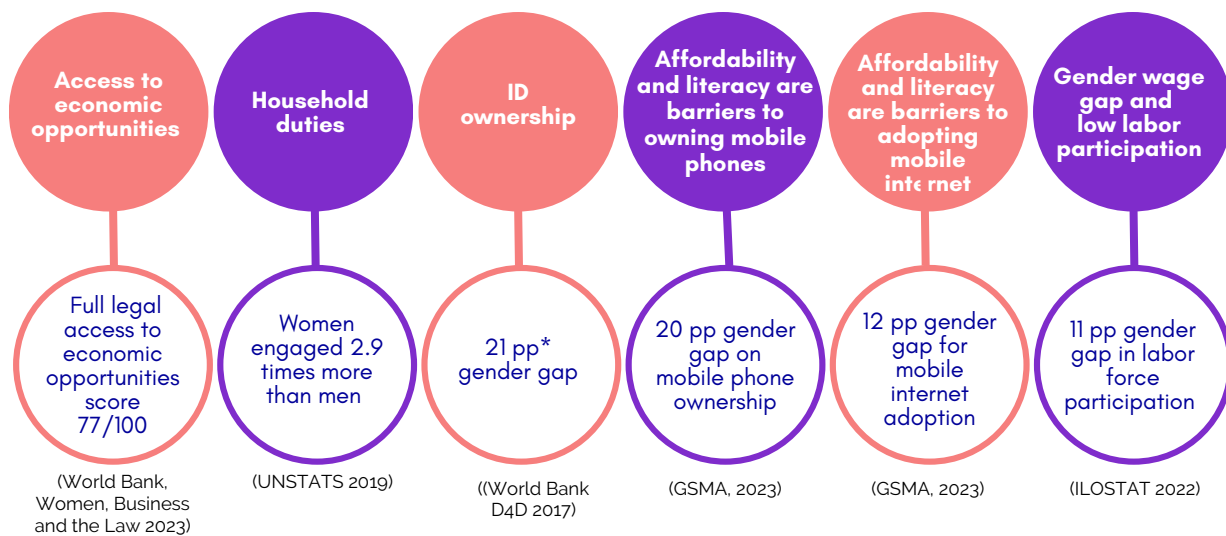 Access to
economic
opportunities
Household
duties
ID
ownership
Affordability
and literacy are
barriers to
owning mobile
phones
Affordability
and literacy
are barriers to
adopting
mobile
internet
Gender wage
gap and
low labor
participation
Full legal
access to
economic
opportunities
score
77/100
Women
engaged 2.9
times more
than men
21 pp*
gender gap
20 pp gender
gap on
mobile phone
ownership
12 pp gender
gap for
mobile
internet
adoption
11 pp gender
gap in labor
force
participation
(World Bank,
Women, Business
and the Law 2023)
(UNSTATS 2019)
((World Bank
D4D 2017)
(GSMA, 2023)
(GSMA, 2023)
(ILOSTAT 2022)